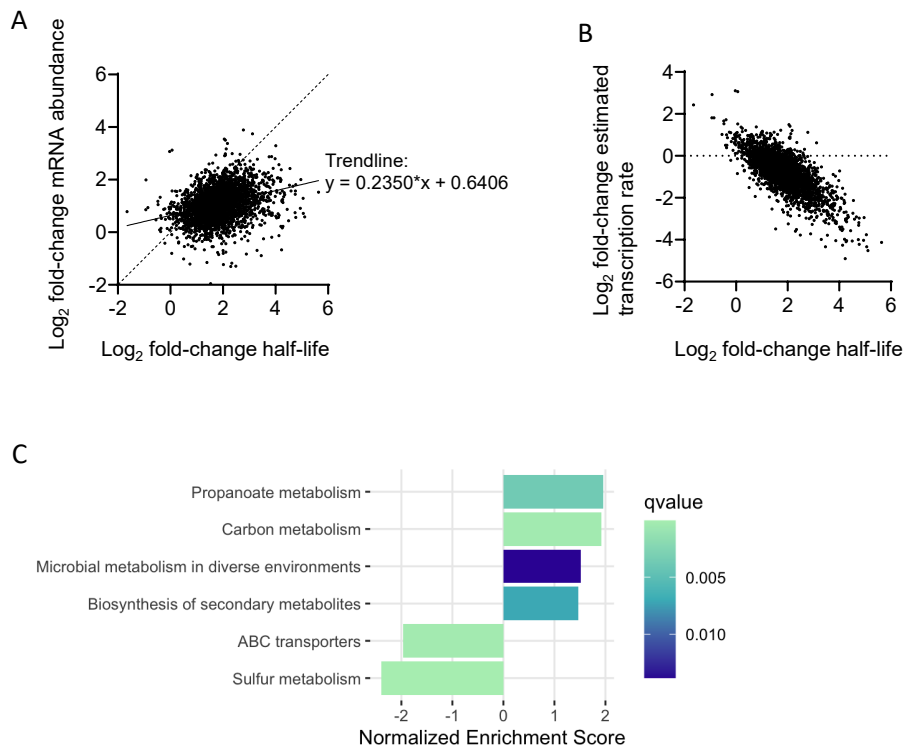 A
Log₂ fold-change mRNA abundance
6
4
2
0
-2
-2 0 2 4 6
Log₂ fold-change half-life
Trendline:
y = 0.2350*x + 0.6406
B
Log₂ fold-change estimated
transcription rate
4
2
0
-2
-4
-6
-2 0 2 4 6
Log₂ fold-change half-life
C
Propanoate metabolism
Carbon metabolism
Microbial metabolism in diverse environments
Biosynthesis of secondary metabolites
ABC transporters
Sulfur metabolism
-2 -1 0 1 2
Normalized Enrichment Score
qvalue
0.005
0.010